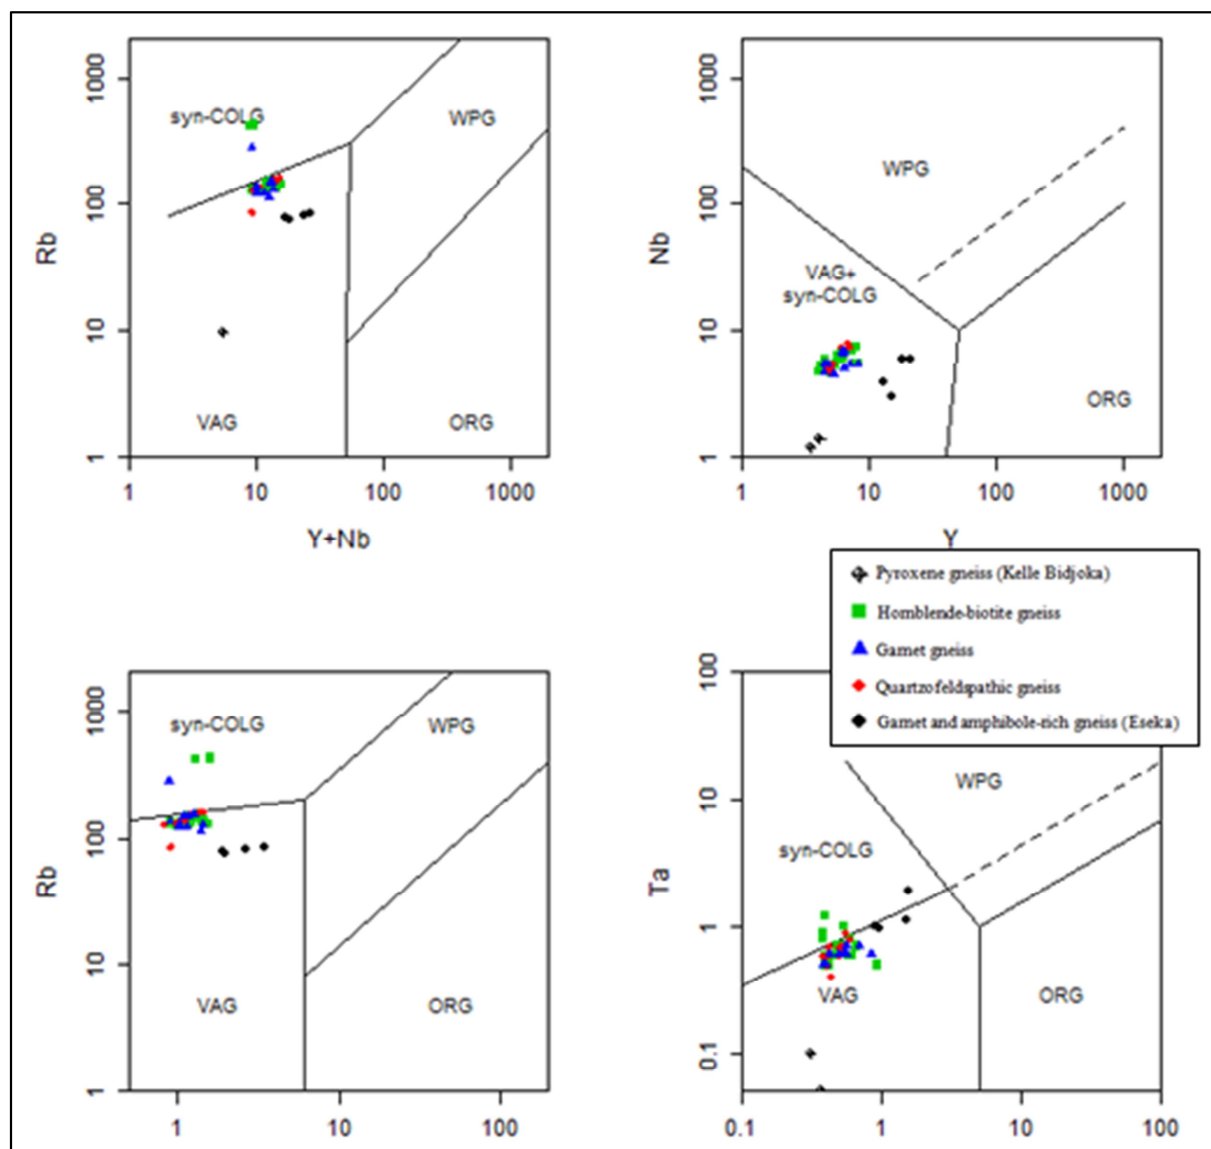 1000
100
10
1
Rb
syn-COLG
WPG
VAG
ORG
1
10
100
1000
Y+Nb
1000
100
10
1
Nb
WPG
VAG+
syn-COLG
ORG
1
10
100
1000
Y
Pyroxene gneiss (Kelle Bidjoka)
Hornblende-biotite gneiss
Garnet gneiss
Quartzofeldspathic gneiss
Garnet and amphibole-rich gneiss (Eseka)
1000
100
10
1
Rb
syn-COLG
WPG
VAG
ORG
1
10
100
100
10
1
0.1
Ta
WPG
syn-COLG
VAG
ORG
0.1
1
10
100